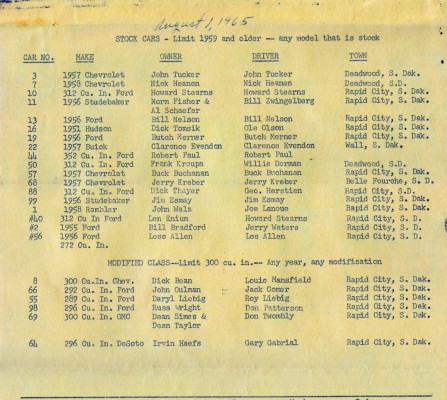 August 1, 1965
STOCK CARS - Limit 1959 and older -- any model that is stock
CAR NO. MAKE OWNER DRIVER TOWN
3 1957 Chevrolet John Tucker John Tucker Deadwood, S. Dak.
7 1958 Chevrolet Nick Heanen Nick Heanen Deadwood, S.D.
10 312 Cu. In. Ford Howard Stearns Howard Stearns Rapid City, S. Dak.
11 1956 Studebaker Norn Fisher & Bill Zwingelberg Rapid City, S. Dak.
Al Schaefer
13 1956 Ford Bill Nelson Bill Nelson Rapid City, S. Dak.
16 1951 Hudson Dick Tomsik Ole Olson Rapid City, S. Dak.
19 1956 Ford Butch Kerner Butch Kerner Rapid City, S. Dak.
22 1957 Buick Clarence Evendon Clarence Evendon Wall, S. Dak.
44 352 Cu. In. Ford Robert Paul Robert Paul
50 312 Cu. In. Ford Frank Kroupa Willie Dorman Deadwood, S.D.
57 1957 Chevrolet Buck Buchanan Buck Buchanan Rapid City, S. Dak.
68 1957 Chevrolet Jerry Kreber Jerry Kreber Belle Fourche, S. D.
88 312 Cu. In. Ford Dick Thayer Geo. Harstien Rapid City, S.D.
99 1956 Studebaker Jim Esmay Jim Esmay Rapid City, S. Dak.
1 1958 Rambler John Wals Joe Lanoue Rapid City, S. Dak.
#40 312 Cu In Ford Len Enium Howard Stearns Rapid City, S. D.
#2 1955 Ford Bill Bradford Jerry Waters Rapid City, S. D.
#56 1956 Ford Less Allen Les Allen Rapid City, S. D.
272 Cu. In.
MODIFIED CLASS--Limit 300 cu. in.-- Any year, any modification
8 300 Cu.In. Chev. Dick Bean Louie Mansfield Rapid City, S. Dak.
66 292 Cu. In. Ford John Culman Jack Comer Rapid City, S. Dak.
55 289 Cu. In. Ford Daryl Liebig Roy Liebig Rapid City, S. Dak.
98 296 Cu. In. Ford Russ Wright Don Patterson Rapid City, S. Dak.
69 300 Cu. In. GMC Dean Simes & Don Twombly Rapid City, S. Dak.
Dean Taylor
64 296 Cu. In. DeSoto Irvin Haefs Gary Gabrial Rapid City, S. Dak.